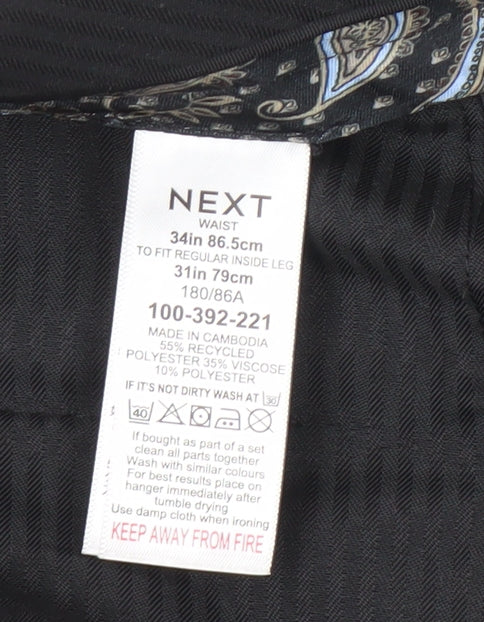 NEXT
WAIST
34in 86.5cm
TO FIT REGULAR INSIDE LEG
31in 79cm
180/86A
100-392-221
MADE IN CAMBODIA
55% RECYCLED
POLYESTER 35% VISCOSE
10% POLYESTER
IF IT'S NOT DIRTY WASH AT 30
40
If bought as part of a set
clean all parts together
Wash with similar colours
For best results place on
hanger immediately after
tumble drying
Use damp cloth when ironing
KEEP AWAY FROM FIRE